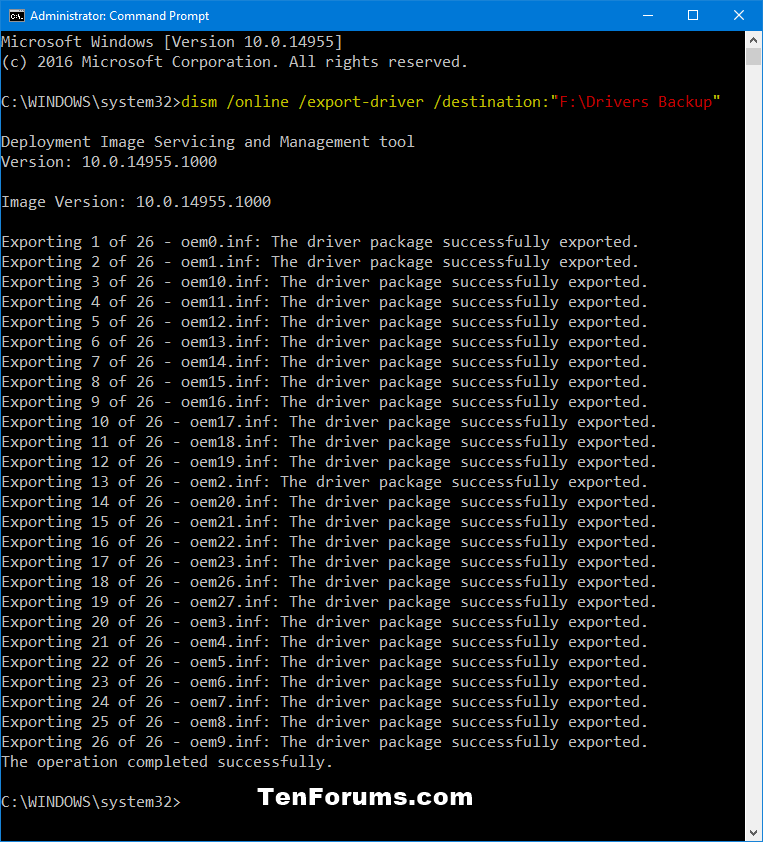 Administrator: Command Prompt
Microsoft Windows [Version 10.0.14955]
(c) 2016 Microsoft Corporation. All rights reserved.
C:\WINDOWS\system32>dism /online /export-driver /destination:"F:\Drivers Backup"
Deployment Image Servicing and Management tool
Version: 10.0.14955.1000
Image Version: 10.0.14955.1000
Exporting 1 of 26 - oem0.inf: The driver package successfully exported.
Exporting 2 of 26 - oem1.inf: The driver package successfully exported.
Exporting 3 of 26 - oem10.inf: The driver package successfully exported.
Exporting 4 of 26 - oem11.inf: The driver package successfully exported.
Exporting 5 of 26 - oem12.inf: The driver package successfully exported.
Exporting 6 of 26 - oem13.inf: The driver package successfully exported.
Exporting 7 of 26 - oem14.inf: The driver package successfully exported.
Exporting 8 of 26 - oem15.inf: The driver package successfully exported.
Exporting 9 of 26 - oem16.inf: The driver package successfully exported.
Exporting 10 of 26 - oem17.inf: The driver package successfully exported.
Exporting 11 of 26 - oem18.inf: The driver package successfully exported.
Exporting 12 of 26 - oem19.inf: The driver package successfully exported.
Exporting 13 of 26 - oem2.inf: The driver package successfully exported.
Exporting 14 of 26 - oem20.inf: The driver package successfully exported.
Exporting 15 of 26 - oem21.inf: The driver package successfully exported.
Exporting 16 of 26 - oem22.inf: The driver package successfully exported.
Exporting 17 of 26 - oem23.inf: The driver package successfully exported.
Exporting 18 of 26 - oem26.inf: The driver package successfully exported.
Exporting 19 of 26 - oem27.inf: The driver package successfully exported.
Exporting 20 of 26 - oem3.inf: The driver package successfully exported.
Exporting 21 of 26 - oem4.inf: The driver package successfully exported.
Exporting 22 of 26 - oem5.inf: The driver package successfully exported.
Exporting 23 of 26 - oem6.inf: The driver package successfully exported.
Exporting 24 of 26 - oem7.inf: The driver package successfully exported.
Exporting 25 of 26 - oem8.inf: The driver package successfully exported.
Exporting 26 of 26 - oem9.inf: The driver package successfully exported.
The operation completed successfully.
C:\WINDOWS\system32>
TenForums.com